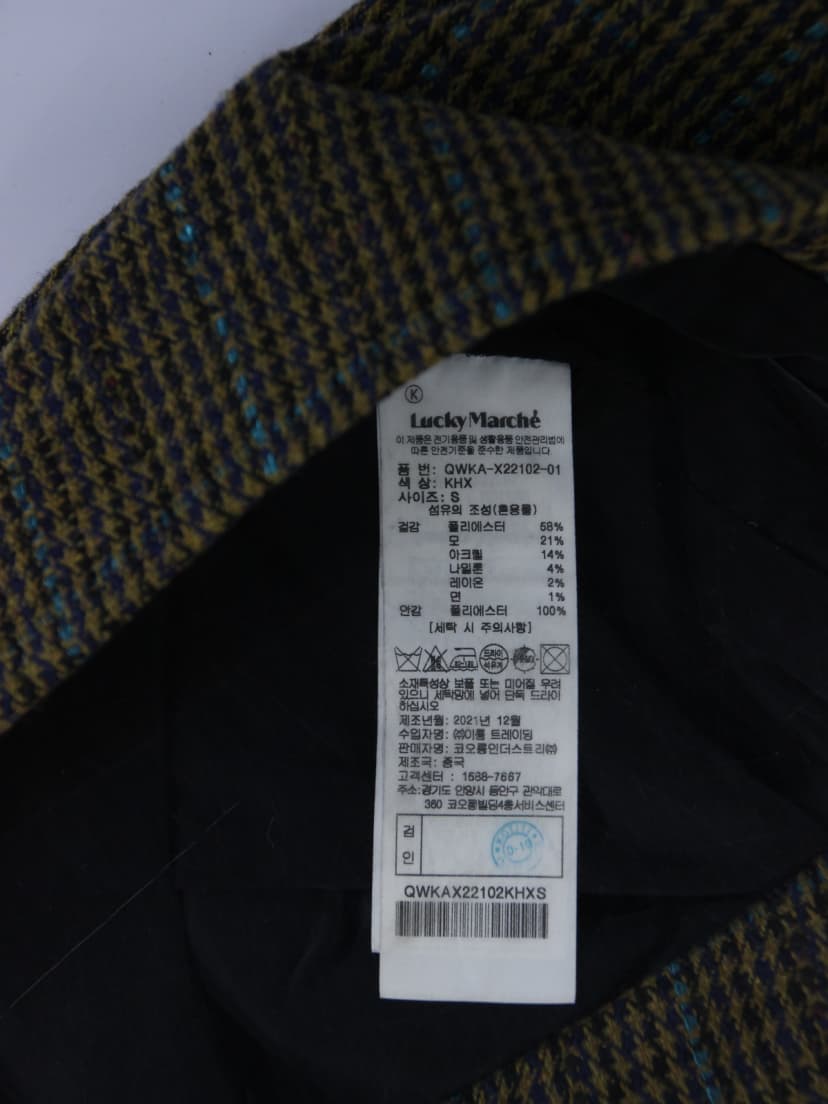 K
Lucky Marché
이 제품은 전기용품 및 생활용품 안전관리법에
따른 안전기준을 준수한 제품입니다
품 번: QWKA-X22102-01
색 상: KHX
사이즈: S
섬유의 조성(혼용률)
겉감 폴리에스터 58%
모 21%
아크릴 14%
나일론 4%
레이온 2%
면 1%
안감 폴리에스터 100%
[세탁 시 주의사항]
드라이
석유계
소재특성상 보풀 또는 미어질 우려
있으니 세탁망에 넣어 단독 드라이
하십시오
제조년월: 2021년 12월
수입자명: ㈜이룸 트레이딩
판매자명: 코오롱인더스트리㈜
제조국: 중국
고객센터 : 1588-7667
주소:경기도 안양시 동안구 관악대로
360 코오롱빌딩4층서비스센터
검
인
QWKAX22102KHXS